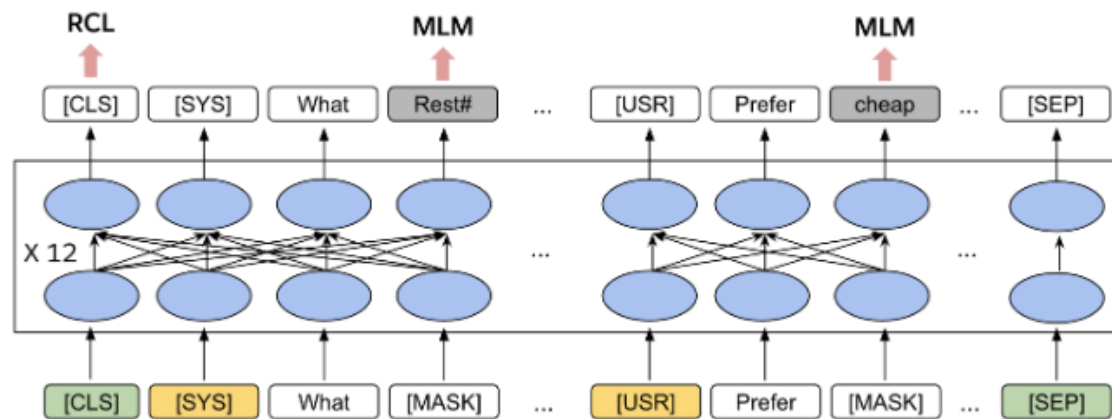 RCL MLM MLM
[CLS] [SYS] What Rest# ... [USR] Prefer cheap ... [SEP]
X 12 ... ...
[CLS] [SYS] What [MASK] ... [USR] Prefer [MASK] ... [SEP]